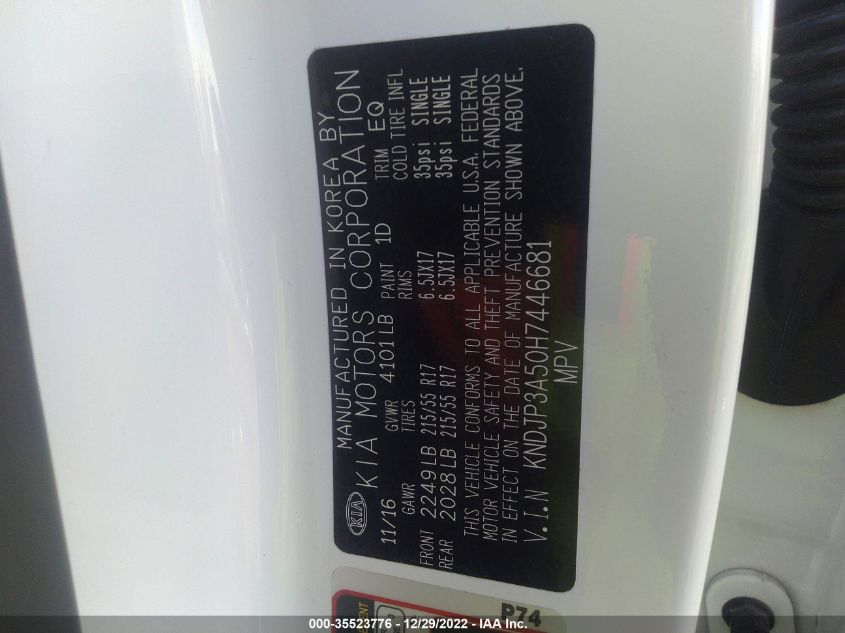 MANUFACTURED IN KOREA BY
KIA KIA MOTORS CORPORATION
11/16 GVWR 4101LB PAINT 1D TRIM EQ
GAWR TIRES RIMS COLD TIRE INFL
FRONT 2249LB 215/55 R17 6.5JX17 35psi SINGLE
REAR 2028LB 215/55 R17 6.5JX17 35psi SINGLE
THIS VEHICLE CONFORMS TO ALL APPLICABLE U.S.A. FEDERAL
MOTOR VEHICLE SAFETY AND THEFT PREVENTION STANDARDS
IN EFFECT ON THE DATE OF MANUFACTURE SHOWN ABOVE.
V.I.N KNDJP3A50H7446681
MPV
P74
000-35523776 - 12/29/2022 - IAA Inc.